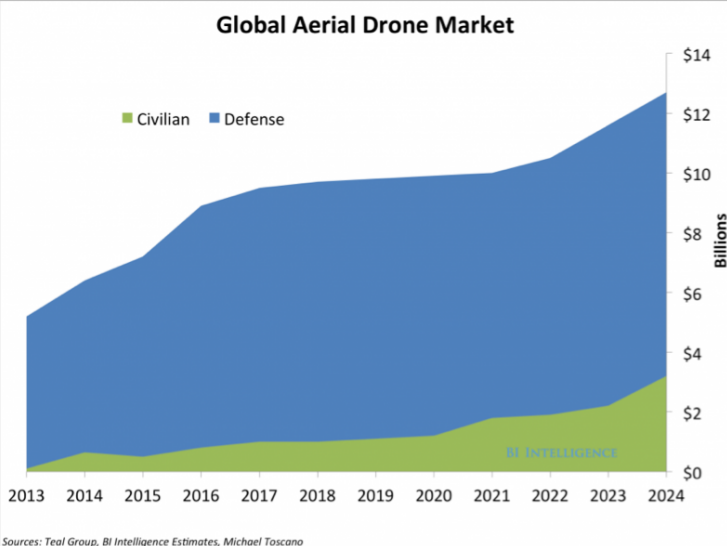 Global Aerial Drone Market
Civilian Defense
$14
$12
$10
$8
$6
$4
$2
$0
Billions
BI INTELLIGENCE
2013 2014 2015 2016 2017 2018 2019 2020 2021 2022 2023 2024
Sources: Teal Group, BI Intelligence Estimates, Michael Toscano